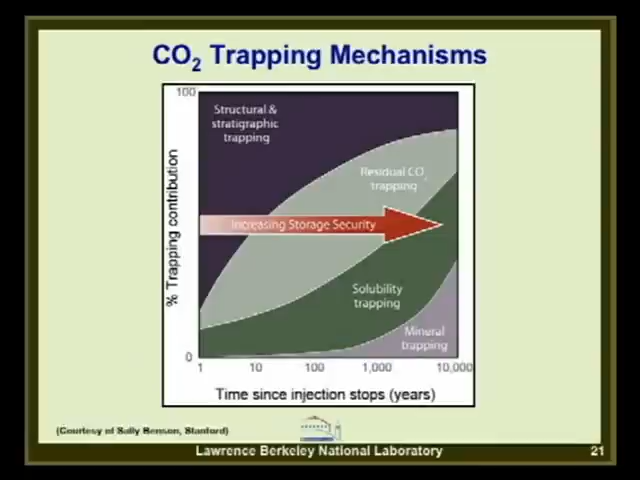 CO2 Trapping Mechanisms
100
Structural &
stratigraphic
trapping
Residual CO2
trapping
Increasing Storage Security
Solubility
trapping
Mineral
trapping
% Trapping contribution
0
1 10 100 1,000 10,000
Time since injection stops (years)
(Courtesy of Sally Benson, Stanford)
Lawrence Berkeley National Laboratory
21